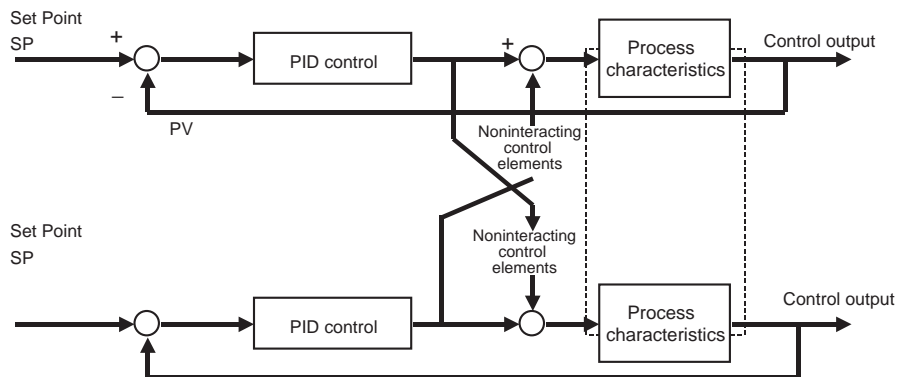 Set Point
SP
+
PID control
+
Process
characteristics
Control output
–
PV
Noninteracting
control
elements
Set Point
SP
Noninteracting
control
elements
PID control
Process
characteristics
Control output